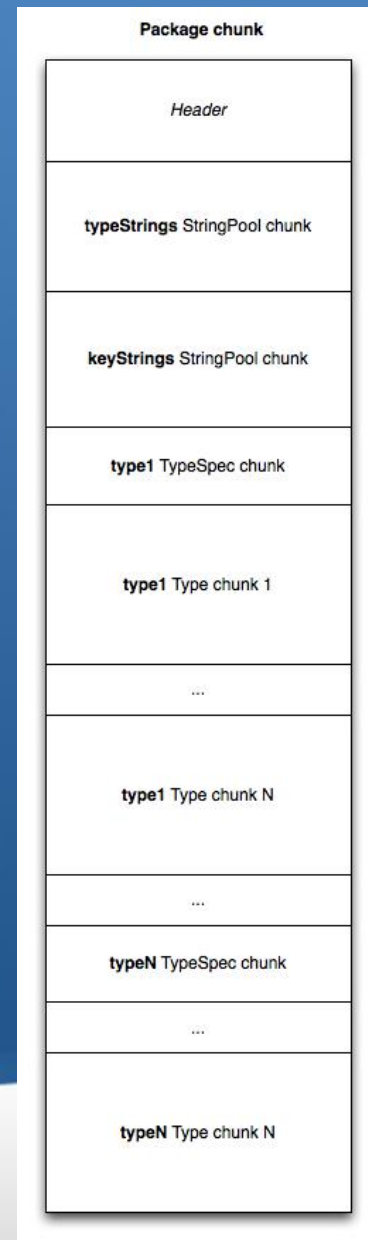 Package chunk
Header
typeStrings StringPool chunk
keyStrings StringPool chunk
type1 TypeSpec chunk
type1 Type chunk 1
...
type1 Type chunk N
...
typeN TypeSpec chunk
...
typeN Type chunk N